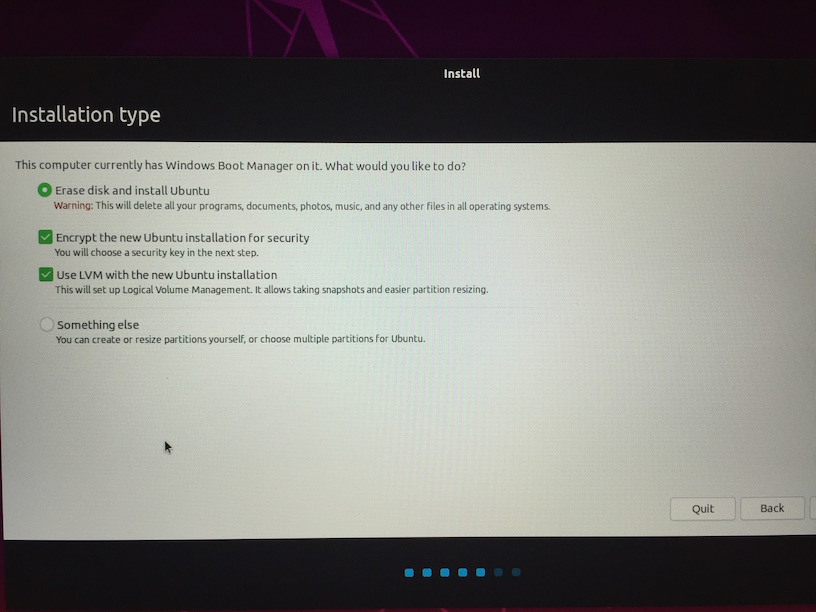 Install
Installation type
This computer currently has Windows Boot Manager on it. What would you like to do?
Erase disk and install Ubuntu
Warning: This will delete all your programs, documents, photos, music, and any other files in all operating systems.
Encrypt the new Ubuntu installation for security
You will choose a security key in the next step.
Use LVM with the new Ubuntu installation
This will set up Logical Volume Management. It allows taking snapshots and easier partition resizing.
Something else
You can create or resize partitions yourself, or choose multiple partitions for Ubuntu.
Quit
Back